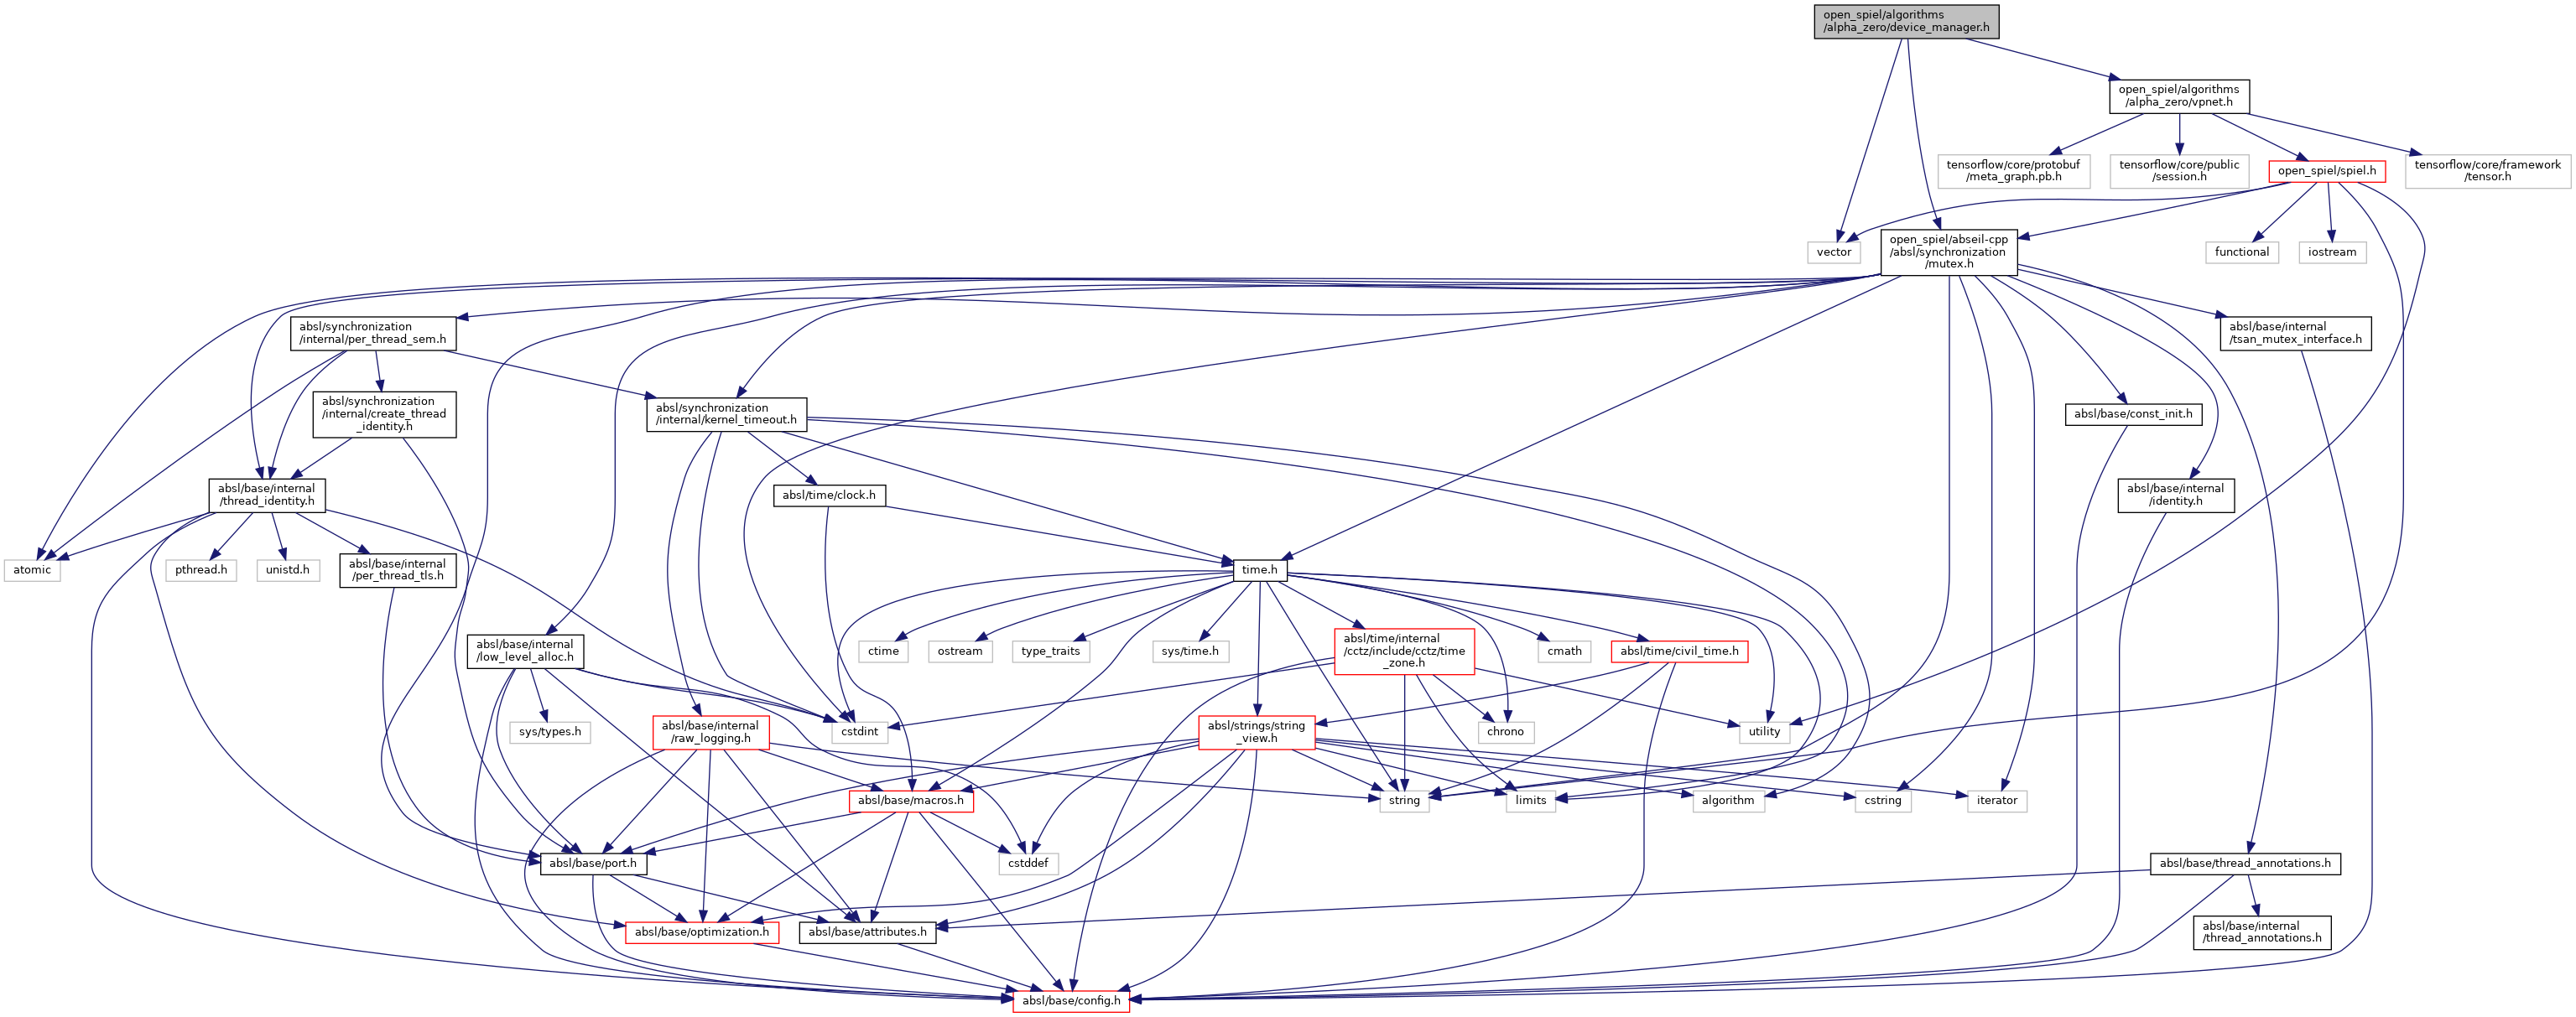 open_spiel/algorithms
/alpha_zero/device_manager.h
open_spiel/algorithms
/alpha_zero/vpnet.h
tensorflow/core/protobuf
/meta_graph.pb.h
tensorflow/core/public
/session.h
open_spiel/spiel.h
tensorflow/core/framework
/tensor.h
vector
open_spiel/abseil-cpp
/absl/synchronization
/mutex.h
functional
iostream
absl/synchronization
/internal/per_thread_sem.h
absl/base/internal
/tsan_mutex_interface.h
absl/synchronization
/internal/create_thread
_identity.h
absl/synchronization
/internal/kernel_timeout.h
absl/base/const_init.h
absl/base/internal
/thread_identity.h
absl/time/clock.h
absl/base/internal
/identity.h
atomic
pthread.h
unistd.h
absl/base/internal
/per_thread_tls.h
time.h
absl/base/internal
/low_level_alloc.h
ctime
ostream
type_traits
sys/time.h
absl/time/internal
/cctz/include/cctz/time
_zone.h
cmath
absl/time/civil_time.h
sys/types.h
absl/base/internal
/raw_logging.h
cstdint
absl/strings/string
_view.h
chrono
utility
absl/base/macros.h
string
limits
algorithm
cstring
iterator
absl/base/port.h
cstddef
absl/base/thread_annotations.h
absl/base/optimization.h
absl/base/attributes.h
absl/base/internal
/thread_annotations.h
absl/base/config.h